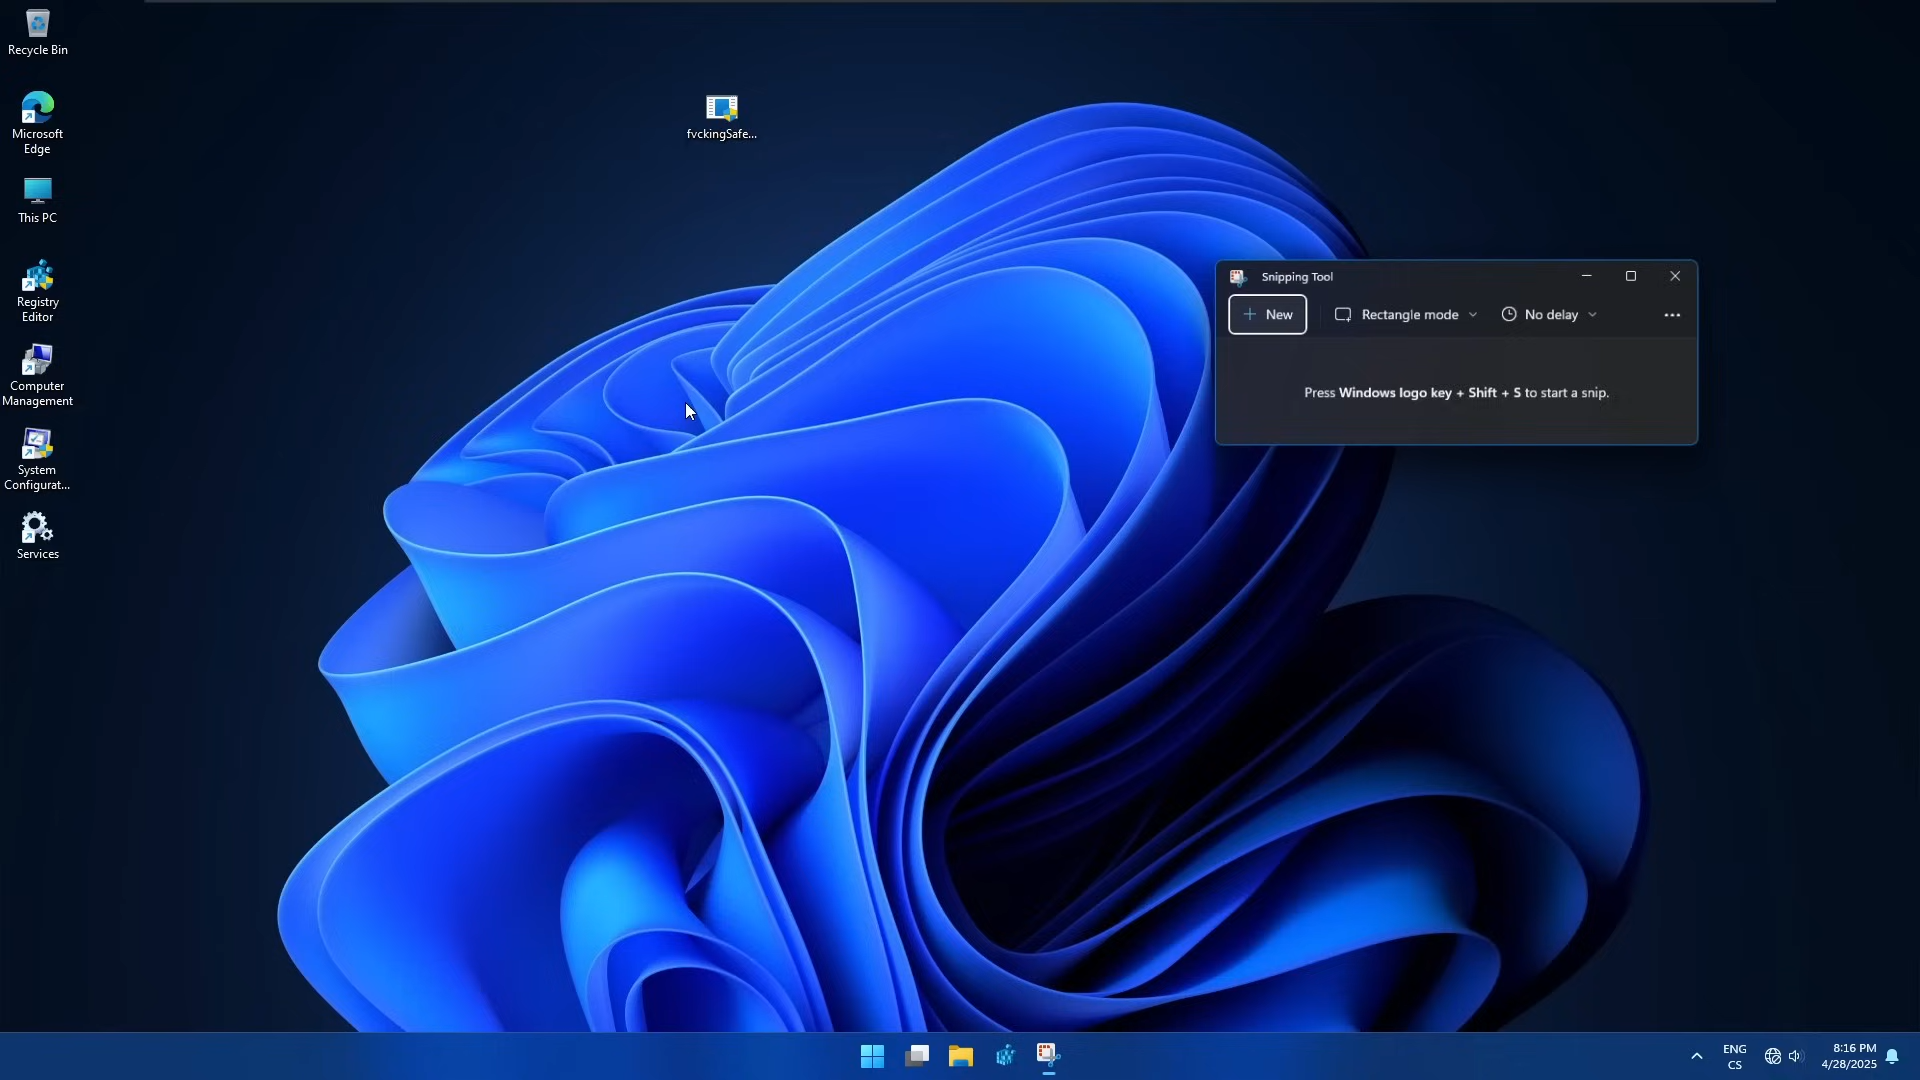 Recycle Bin
Microsoft
Edge
This PC
Registry
Editor
Computer
Management
System
Configurat...
Services
fvckingSafe...
Snipping Tool
New
Rectangle mode
No delay
Press Windows logo key + Shift + S to start a snip.
ENG
CS
8:16 PM
4/28/2025